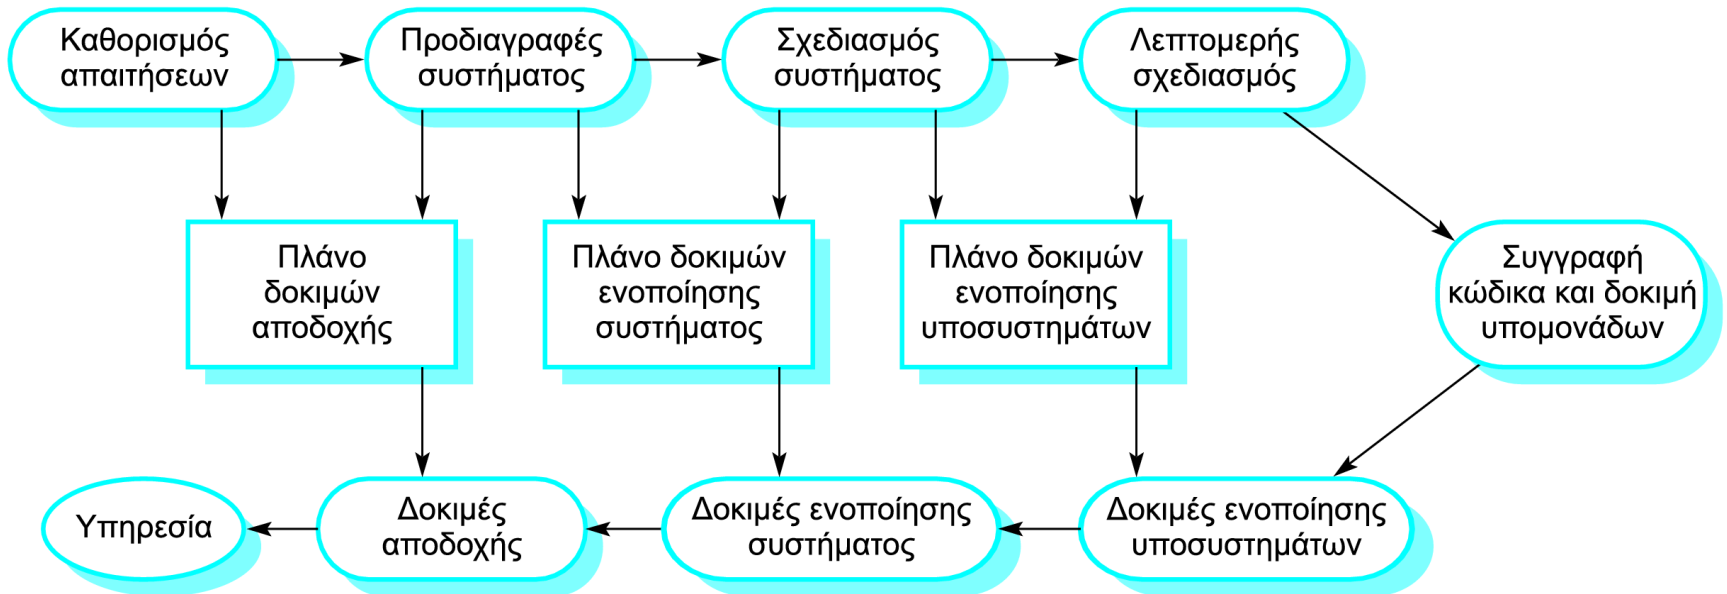 Καθορισμός
απαιτήσεων
Προδιαγραφές
συστήματος
Σχεδιασμός
συστήματος
Λεπτομερής
σχεδιασμός
Πλάνο
δοκιμών
αποδοχής
Πλάνο δοκιμών
ενοποίησης
συστήματος
Πλάνο δοκιμών
ενοποίησης
υποσυστημάτων
Συγγραφή
κώδικα και δοκιμή
υπομονάδων
Υπηρεσία
Δοκιμές
αποδοχής
Δοκιμές ενοποίησης
συστήματος
Δοκιμές ενοποίησης
υποσυστημάτων